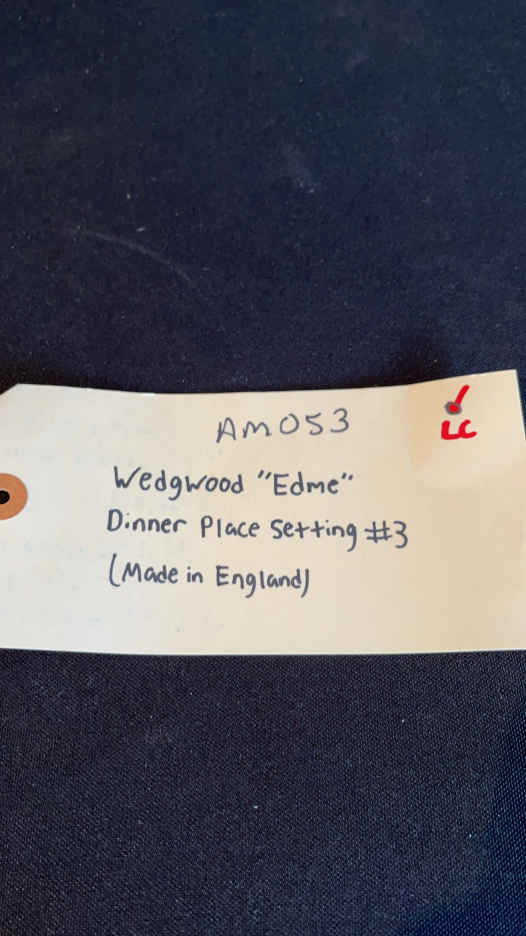 AM053
LC
Wedgwood "Edme"
Dinner Place Setting #3
(Made in England)